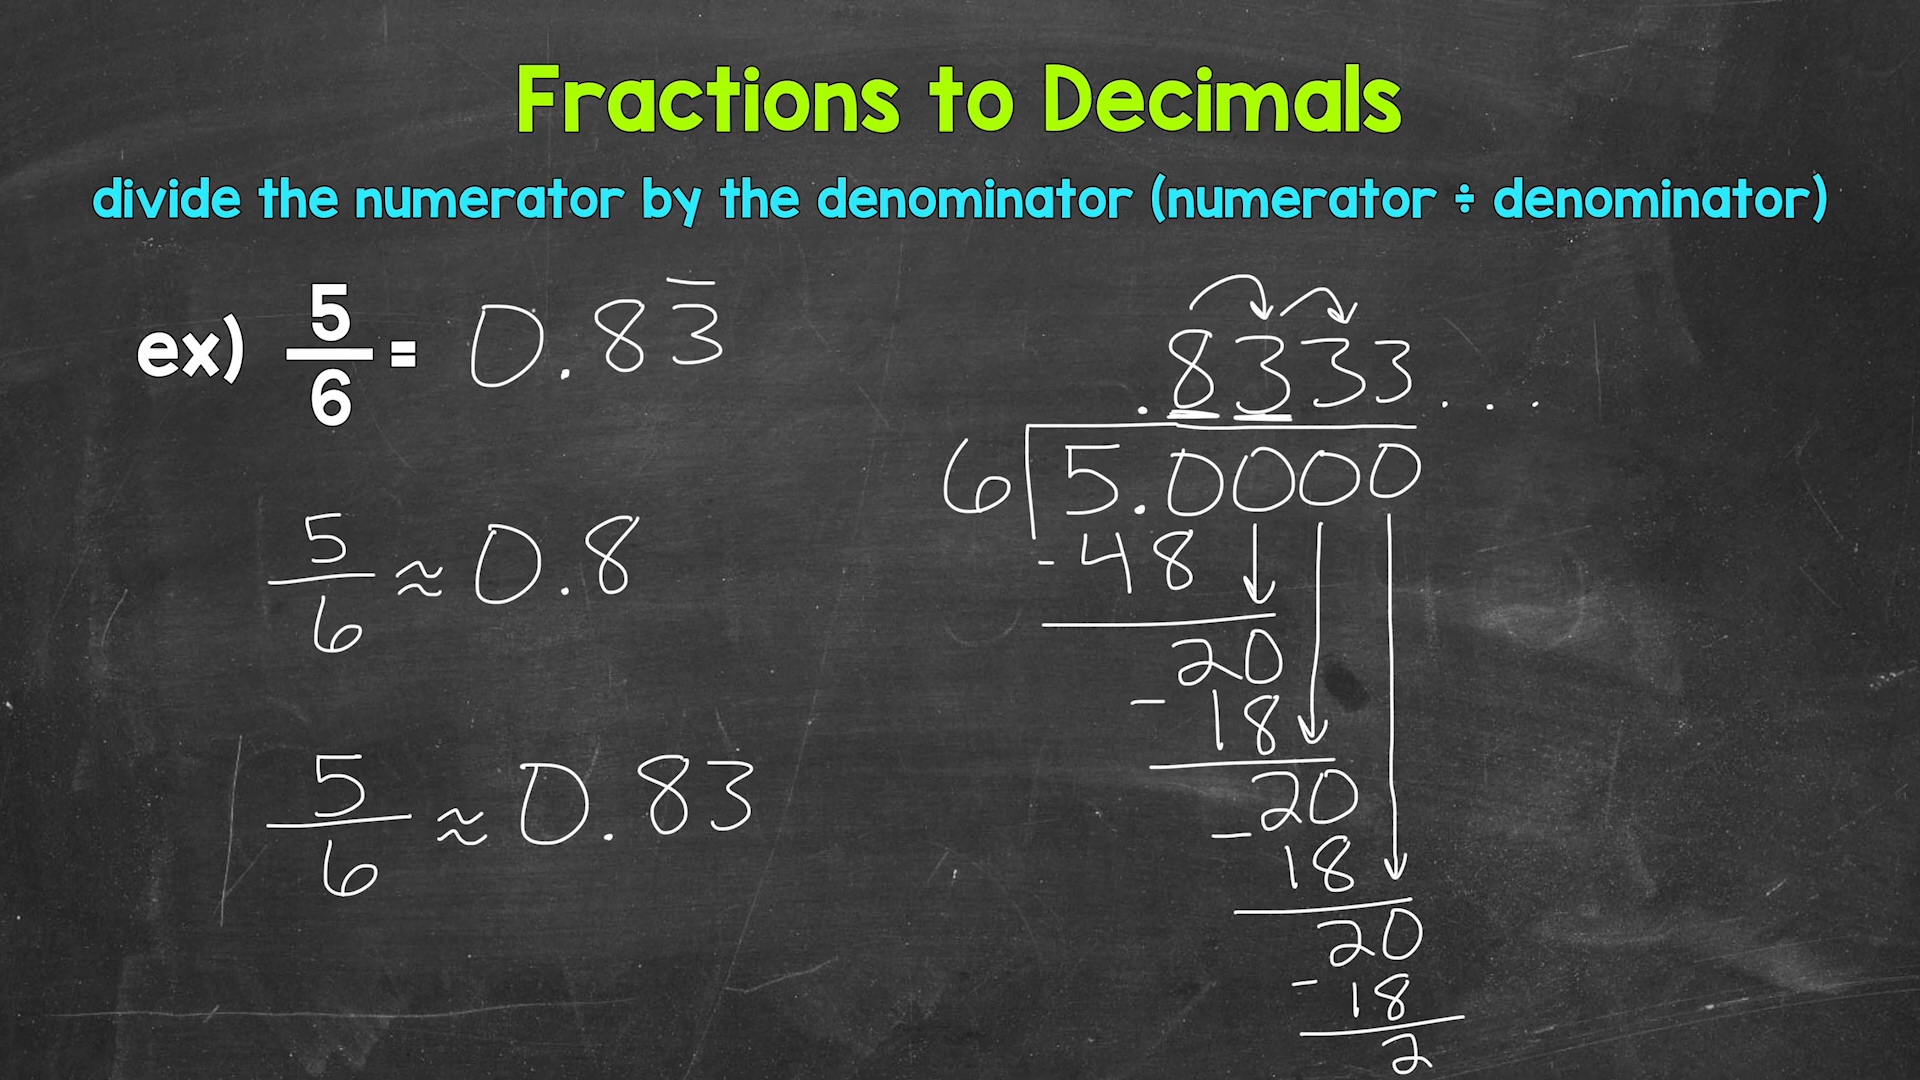 Fractions to Decimals
divide the numerator by the denominator (numerator ÷ denominator)
ex) 5/6 = 0.83̅
5/6 ≈ 0.8
5/6 ≈ 0.83
.8333...
6 5.0000
-48
20
-18
20
-18
20
-18
2